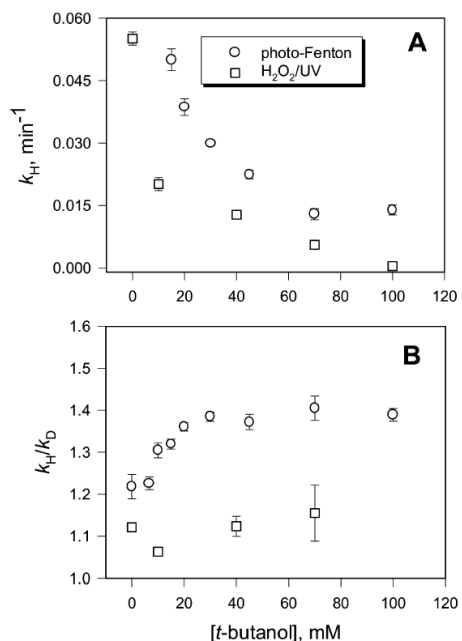 0.060
0.045
0.030
0.015
0.000
k_H, min⁻¹
photo-Fenton
H₂O₂/UV
A
0 20 40 60 80 100 120
1.6
1.5
1.4
1.3
1.2
1.1
1.0
k_H/k_D
B
0 20 40 60 80 100 120
[t-butanol], mM